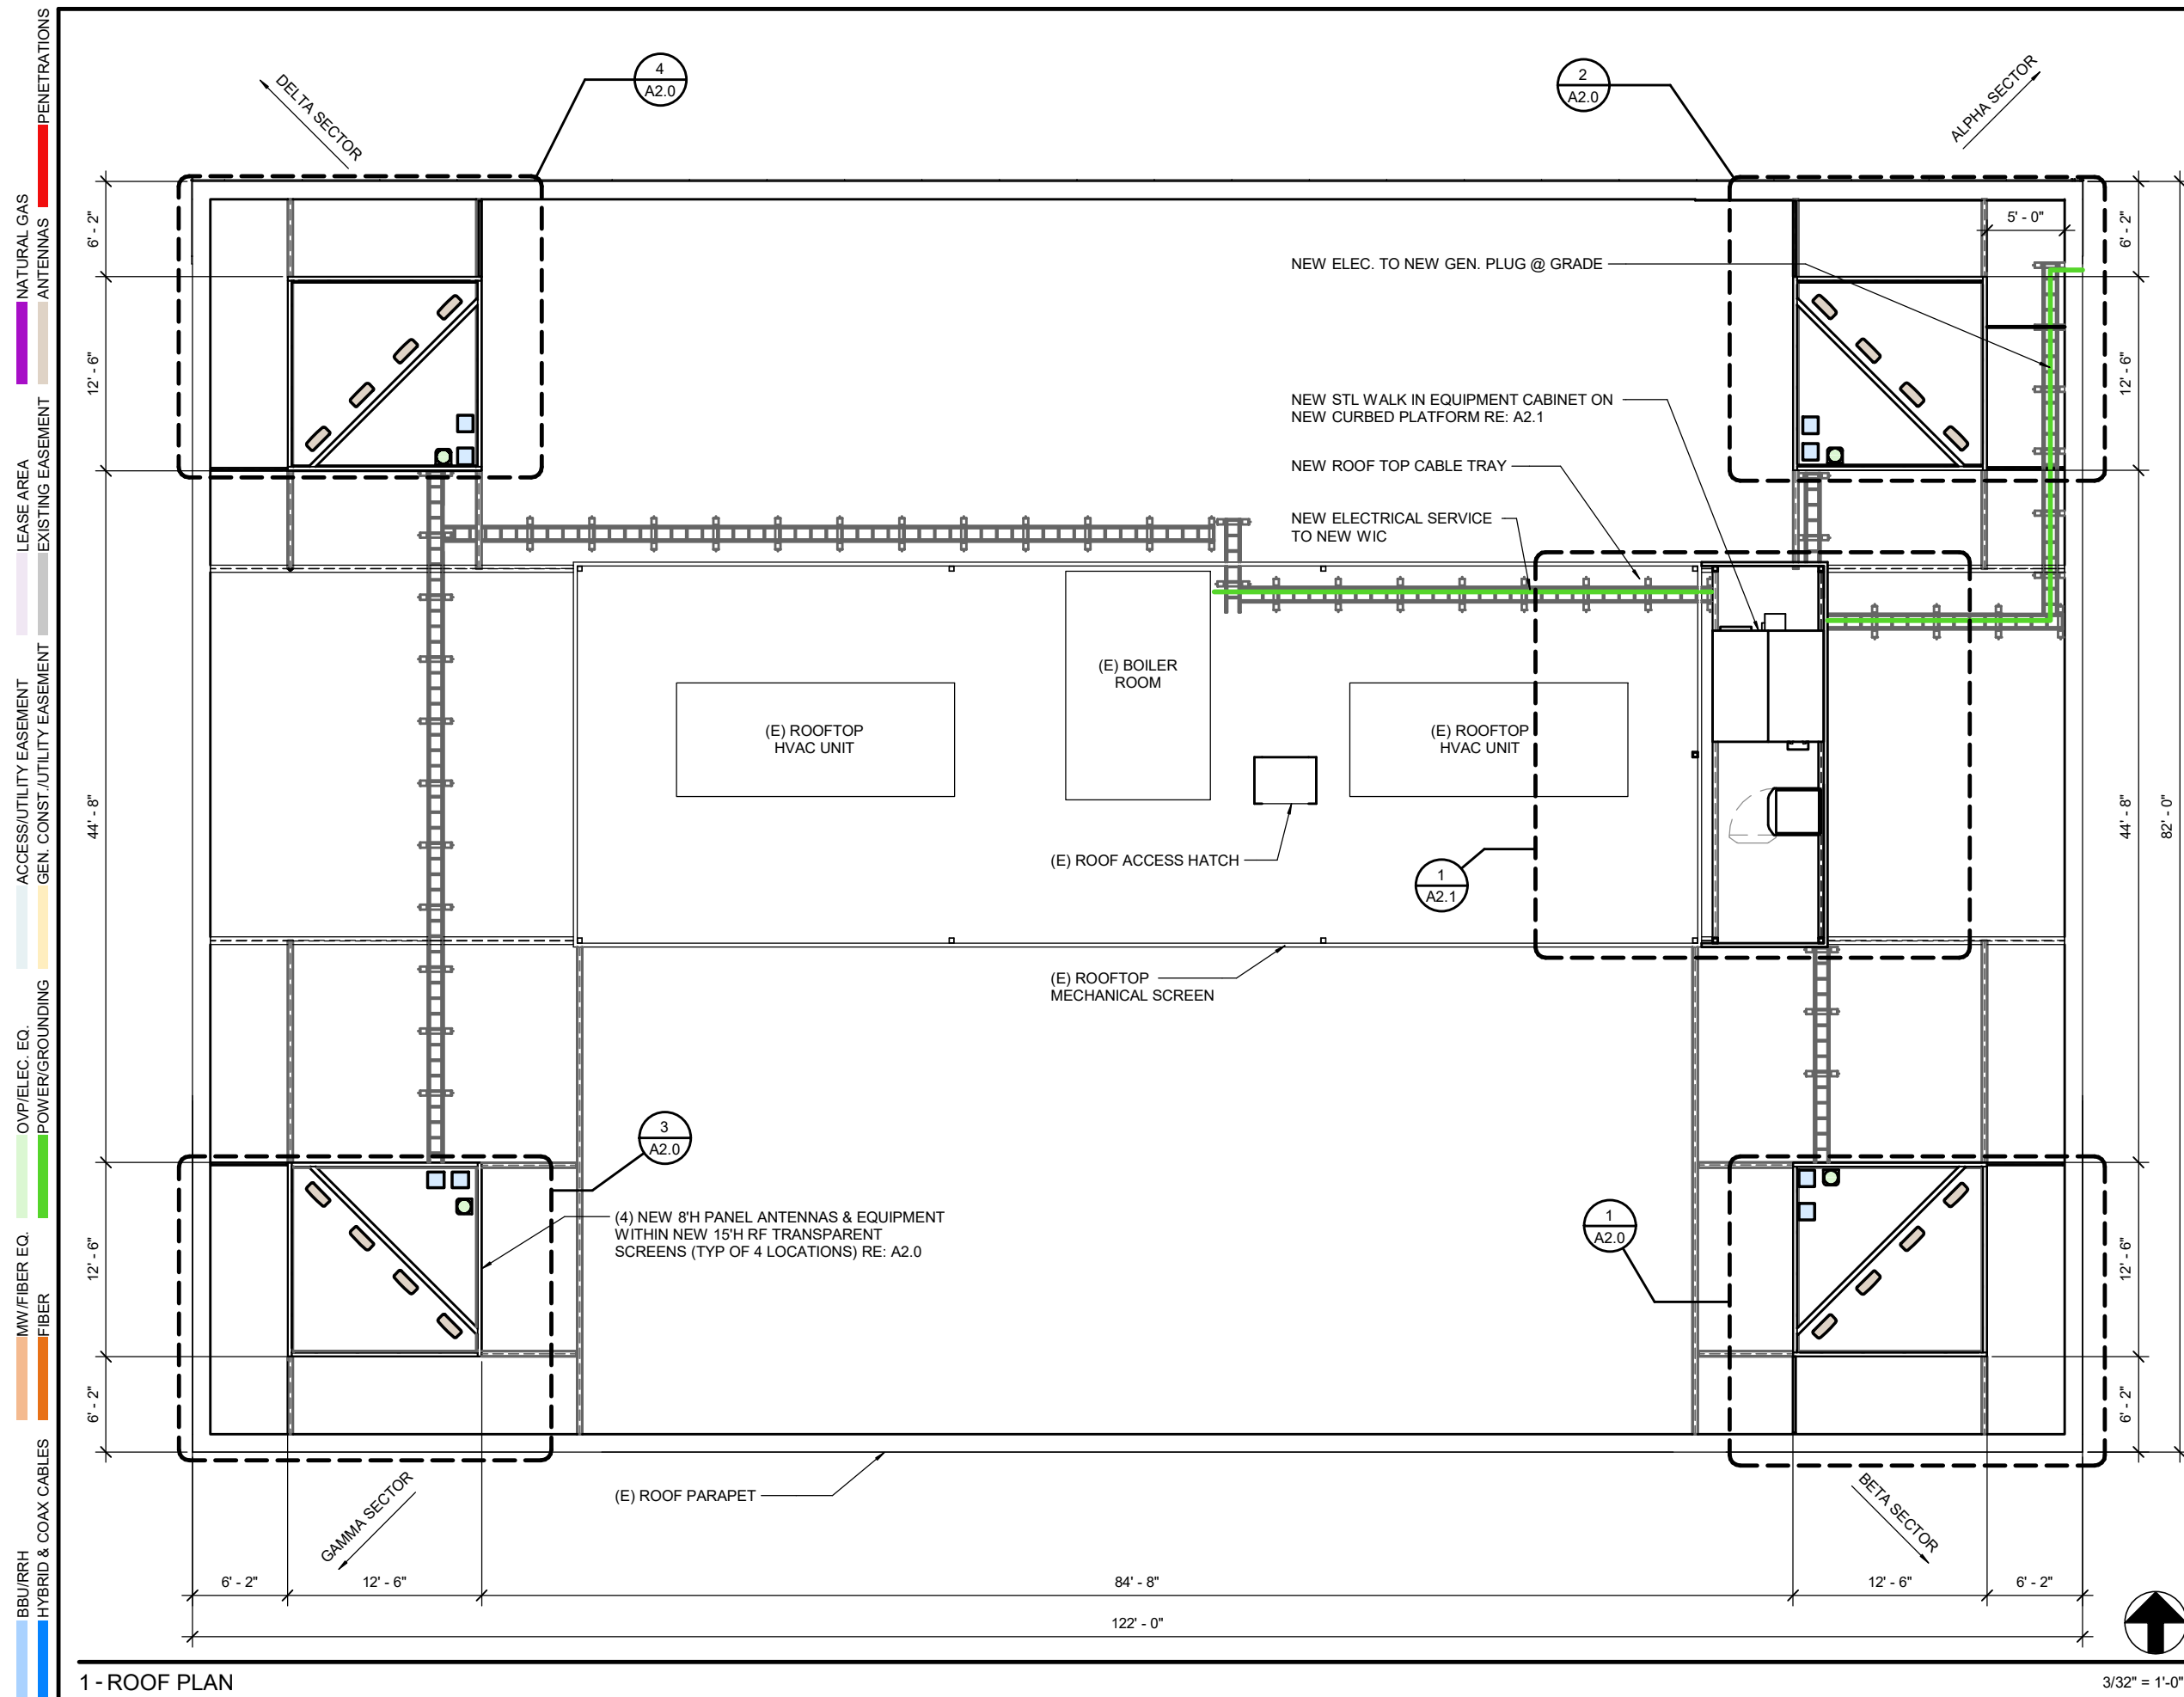 PENETRATIONS
NATURAL GAS
ANTENNAS
LEASE AREA
EXISTING EASEMENT
ACCESS/UTILITY EASEMENT
GEN. CONST./UTILITY EASEMENT
OVP/ELEC. EQ.
POWER/GROUNDING
MW/FIBER EQ.
FIBER
BBU/RRH
HYBRID & COAX CABLES
DELTA SECTOR
4
A2.0
2
A2.0
ALPHA SECTOR
6' - 2"
12' - 6"
44' - 8"
12' - 6"
6' - 2"
5' - 0"
6' - 2"
12' - 6"
44' - 8"
82' - 0"
12' - 6"
6' - 2"
NEW ELEC. TO NEW GEN. PLUG @ GRADE
NEW STL WALK IN EQUIPMENT CABINET ON
NEW CURBED PLATFORM RE: A2.1
NEW ROOF TOP CABLE TRAY
NEW ELECTRICAL SERVICE
TO NEW WIC
(E) BOILER
ROOM
(E) ROOFTOP
HVAC UNIT
(E) ROOFTOP
HVAC UNIT
(E) ROOF ACCESS HATCH
1
A2.1
(E) ROOFTOP
MECHANICAL SCREEN
3
A2.0
(4) NEW 8'H PANEL ANTENNAS & EQUIPMENT
WITHIN NEW 15'H RF TRANSPARENT
SCREENS (TYP OF 4 LOCATIONS) RE: A2.0
1
A2.0
(E) ROOF PARAPET
GAMMA SECTOR
BETA SECTOR
6' - 2"
12' - 6"
84' - 8"
12' - 6"
6' - 2"
122' - 0"
1 - ROOF PLAN
3/32" = 1'-0"